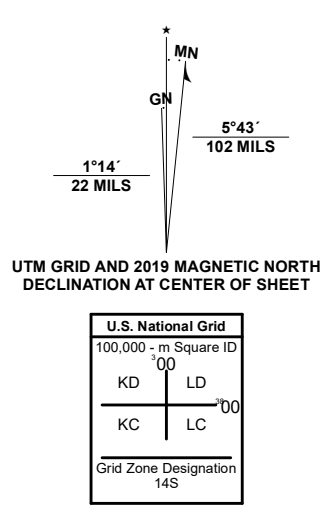 ★
MN
GN
5°43´
102 MILS
1°14´
22 MILS
UTM GRID AND 2019 MAGNETIC NORTH
DECLINATION AT CENTER OF SHEET
U.S. National Grid
100,000 - m Square ID
³00
KD LD
³⁸00
KC LC
Grid Zone Designation
14S